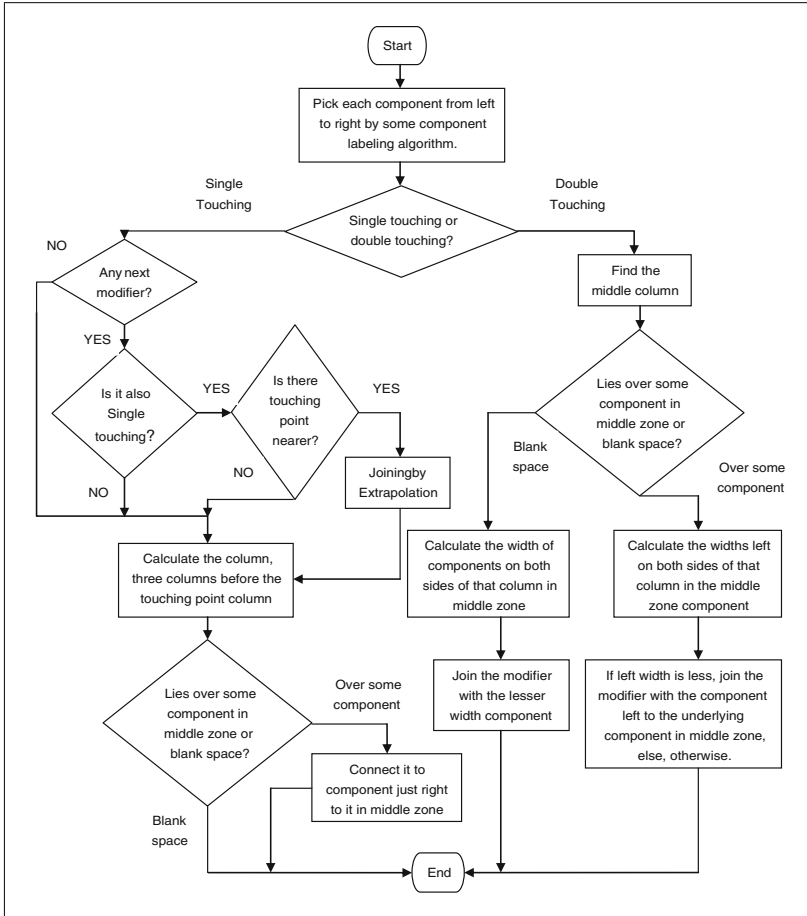 Start
Pick each component from left
to right by some component
labeling algorithm.
Single
Touching
Double
Touching
Single touching or
double touching?
NO
Any next
modifier?
Find the
middle column
YES
Is it also
Single
touching?
YES
Is there
touching
point
nearer?
YES
Lies over some
component in
middle zone or
blank space?
Blank
space
Over some
component
NO
NO
Joiningby
Extrapolation
Calculate the column,
three columns before the
touching point column
Calculate the width of
components on both
sides of that column in
middle zone
Calculate the widths left
on both sides of that
column in the middle
zone component
Lies over some
component in
middle zone or
blank space?
Over some
component
Join the modifier
with the lesser
width component
If left width is less, join the
modifier with the component
left to the underlying
component in middle zone,
else, otherwise.
Connect it to
component just right
to it in middle zone
Blank
space
End